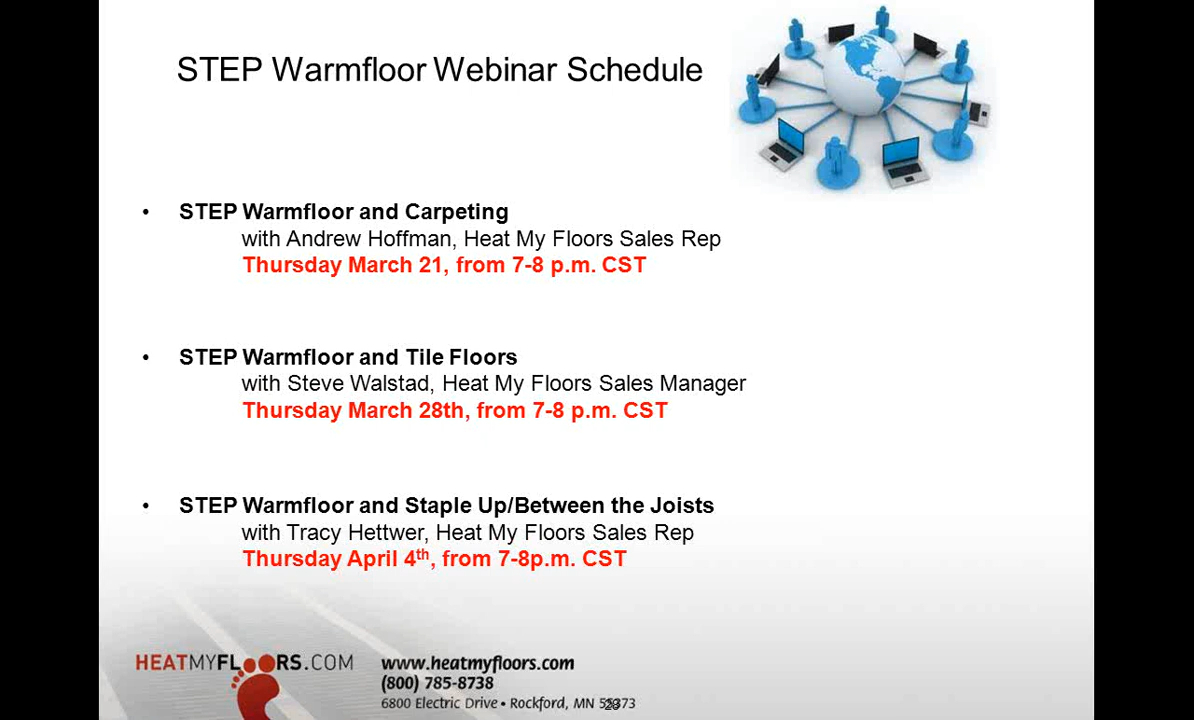 STEP Warmfloor Webinar Schedule
• STEP Warmfloor and Carpeting
with Andrew Hoffman, Heat My Floors Sales Rep
Thursday March 21, from 7-8 p.m. CST
• STEP Warmfloor and Tile Floors
with Steve Walstad, Heat My Floors Sales Manager
Thursday March 28th, from 7-8 p.m. CST
• STEP Warmfloor and Staple Up/Between the Joists
with Tracy Hettwer, Heat My Floors Sales Rep
Thursday April 4th, from 7-8p.m. CST
HEATMYFLOORS.COM
www.heatmyfloors.com
(800) 785-8738
6800 Electric Drive • Rockford, MN